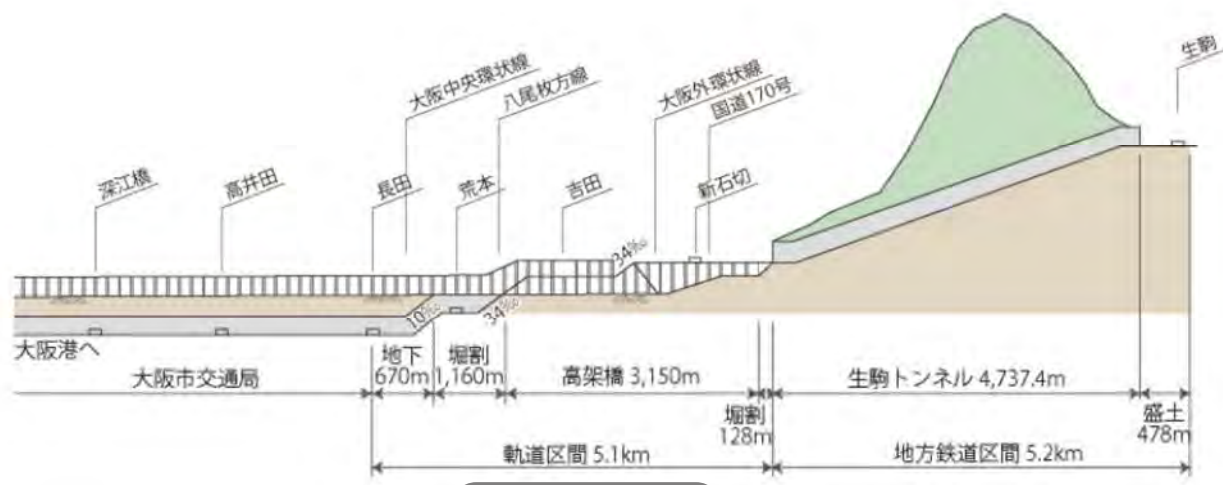 深江橋
高井田
長田
大阪中央環状線
荒本
八尾枚方線
吉田
大阪外環状線
国道170号
新石切
生駒
34‰
10‰
34‰
大阪港へ
大阪市交通局
地下
670m
堀割
1,160m
高架橋 3,150m
堀割
128m
生駒トンネル 4,737.4m
盛土
478m
軌道区間 5.1km
地方鉄道区間 5.2km